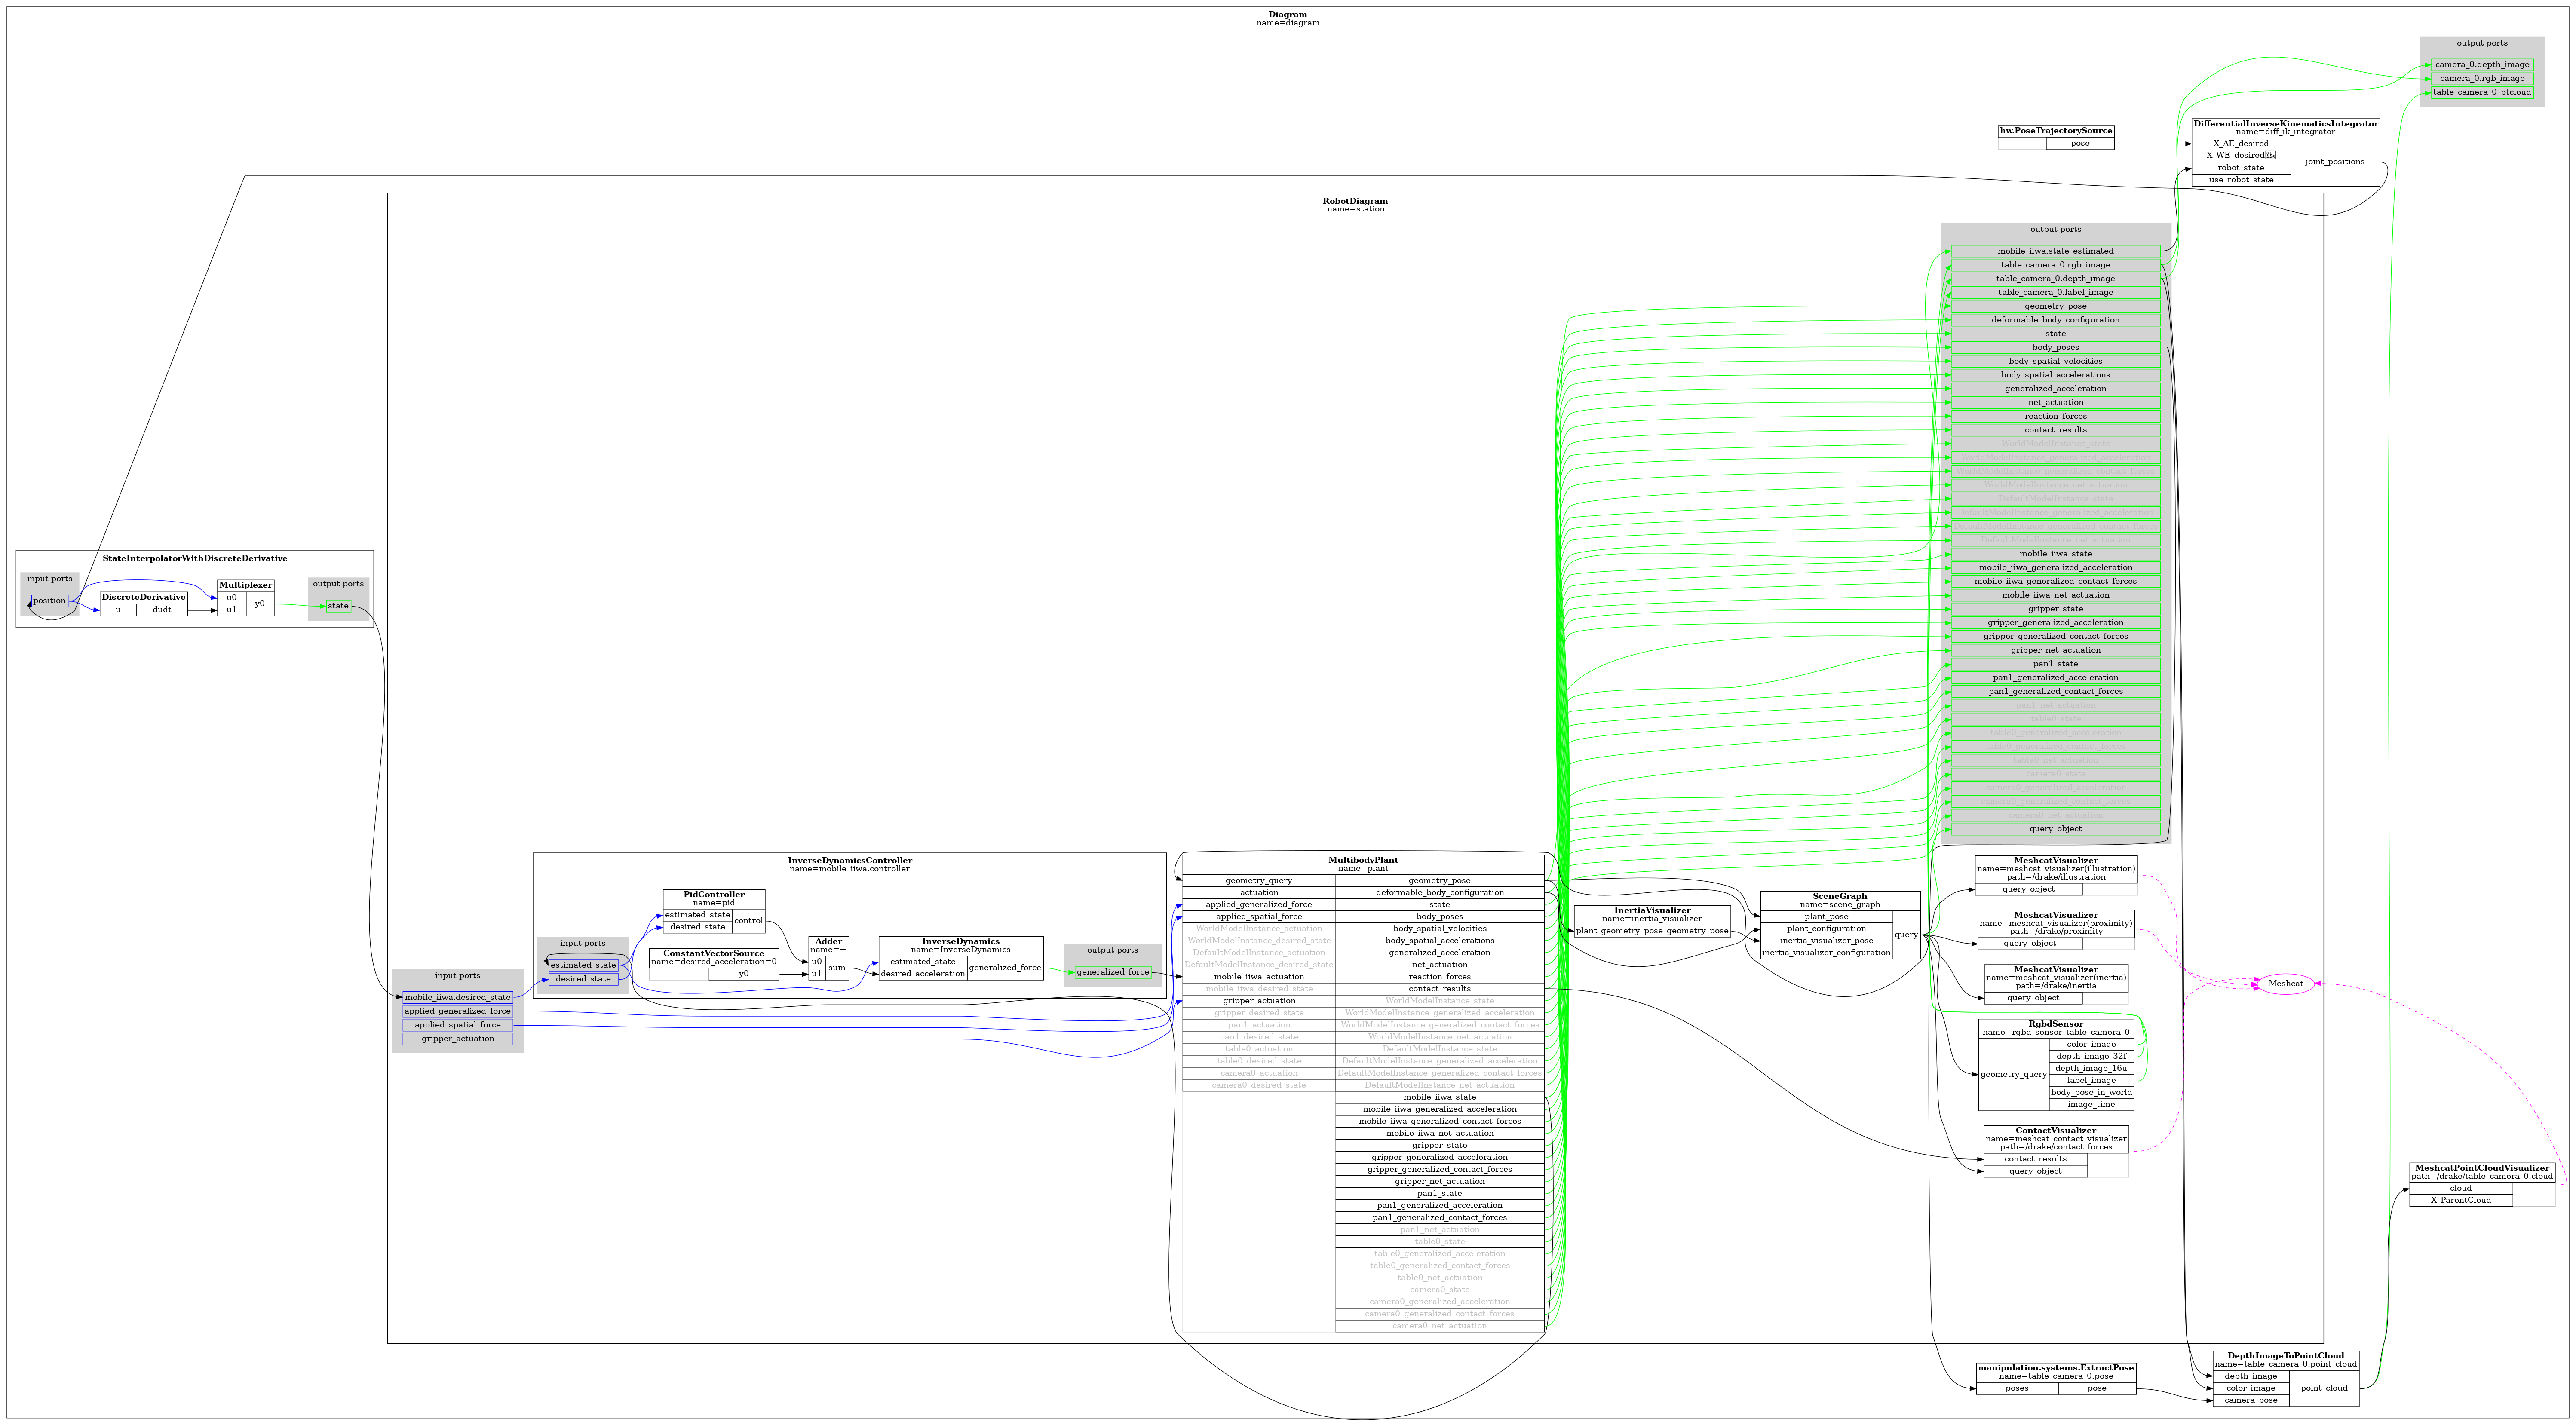 Diagram
name=diagram
output ports
camera_0.depth_image
camera_0.rgb_image
table_camera_0_ptcloud
hw.PoseTrajectorySource
pose
DifferentialInverseKinematicsIntegrator
name=diff_ik_integrator
X_AE_desired
X_WE_desired
robot_state
use_robot_state
joint_positions
RobotDiagram
name=station
output ports
mobile_iiwa.state_estimated
table_camera_0.rgb_image
table_camera_0.depth_image
table_camera_0.label_image
geometry_pose
deformable_body_configuration
state
body_poses
body_spatial_velocities
body_spatial_accelerations
generalized_acceleration
net_actuation
reaction_forces
contact_results
WorldModelInstance_state
WorldModelInstance_generalized_acceleration
WorldModelInstance_generalized_contact_forces
WorldModelInstance_net_actuation
DefaultModelInstance_state
DefaultModelInstance_generalized_acceleration
DefaultModelInstance_generalized_contact_forces
DefaultModelInstance_net_actuation
mobile_iiwa_state
mobile_iiwa_generalized_acceleration
mobile_iiwa_generalized_contact_forces
mobile_iiwa_net_actuation
gripper_state
gripper_generalized_acceleration
gripper_generalized_contact_forces
gripper_net_actuation
pan1_state
pan1_generalized_acceleration
pan1_generalized_contact_forces
pan1_net_actuation
table0_state
table0_generalized_acceleration
table0_generalized_contact_forces
table0_net_actuation
camera0_state
camera0_generalized_acceleration
camera0_generalized_contact_forces
camera0_net_actuation
query_object
StateInterpolatorWithDiscreteDerivative
input ports
position
DiscreteDerivative
u dudt
Multiplexer
u0
u1
y0
output ports
state
input ports
mobile_iiwa.desired_state
applied_generalized_force
applied_spatial_force
gripper_actuation
InverseDynamicsController
name=mobile_iiwa.controller
input ports
estimated_state
desired_state
PidController
name=pid
estimated_state
desired_state
control
ConstantVectorSource
name=desired_acceleration=0
y0
Adder
name=+
u0
u1
sum
InverseDynamics
name=InverseDynamics
estimated_state
desired_acceleration
generalized_force
output ports
generalized_force
MultibodyPlant
name=plant
geometry_query
actuation
applied_generalized_force
applied_spatial_force
WorldModelInstance_actuation
WorldModelInstance_desired_state
DefaultModelInstance_actuation
DefaultModelInstance_desired_state
mobile_iiwa_actuation
mobile_iiwa_desired_state
gripper_actuation
gripper_desired_state
pan1_actuation
pan1_desired_state
table0_actuation
table0_desired_state
camera0_actuation
camera0_desired_state
geometry_pose
deformable_body_configuration
state
body_poses
body_spatial_velocities
body_spatial_accelerations
generalized_acceleration
net_actuation
reaction_forces
contact_results
WorldModelInstance_state
WorldModelInstance_generalized_acceleration
WorldModelInstance_generalized_contact_forces
WorldModelInstance_net_actuation
DefaultModelInstance_state
DefaultModelInstance_generalized_acceleration
DefaultModelInstance_generalized_contact_forces
DefaultModelInstance_net_actuation
mobile_iiwa_state
mobile_iiwa_generalized_acceleration
mobile_iiwa_generalized_contact_forces
mobile_iiwa_net_actuation
gripper_state
gripper_generalized_acceleration
gripper_generalized_contact_forces
gripper_net_actuation
pan1_state
pan1_generalized_acceleration
pan1_generalized_contact_forces
pan1_net_actuation
table0_state
table0_generalized_acceleration
table0_generalized_contact_forces
table0_net_actuation
camera0_state
camera0_generalized_acceleration
camera0_generalized_contact_forces
camera0_net_actuation
InertiaVisualizer
name=inertia_visualizer
plant_geometry_pose geometry_pose
SceneGraph
name=scene_graph
plant_pose
plant_configuration
inertia_visualizer_pose
inertia_visualizer_configuration
query
MeshcatVisualizer
name=meshcat_visualizer(illustration)
path=/drake/illustration
query_object
MeshcatVisualizer
name=meshcat_visualizer(proximity)
path=/drake/proximity
query_object
MeshcatVisualizer
name=meshcat_visualizer(inertia)
path=/drake/inertia
query_object
RgbdSensor
name=rgbd_sensor_table_camera_0
geometry_query
color_image
depth_image_32f
depth_image_16u
label_image
body_pose_in_world
image_time
ContactVisualizer
name=meshcat_contact_visualizer
path=/drake/contact_forces
contact_results
query_object
Meshcat
MeshcatPointCloudVisualizer
path=/drake/table_camera_0.cloud
cloud
X_ParentCloud
manipulation.systems.ExtractPose
name=table_camera_0.pose
poses pose
DepthImageToPointCloud
name=table_camera_0.point_cloud
depth_image
color_image
camera_pose
point_cloud